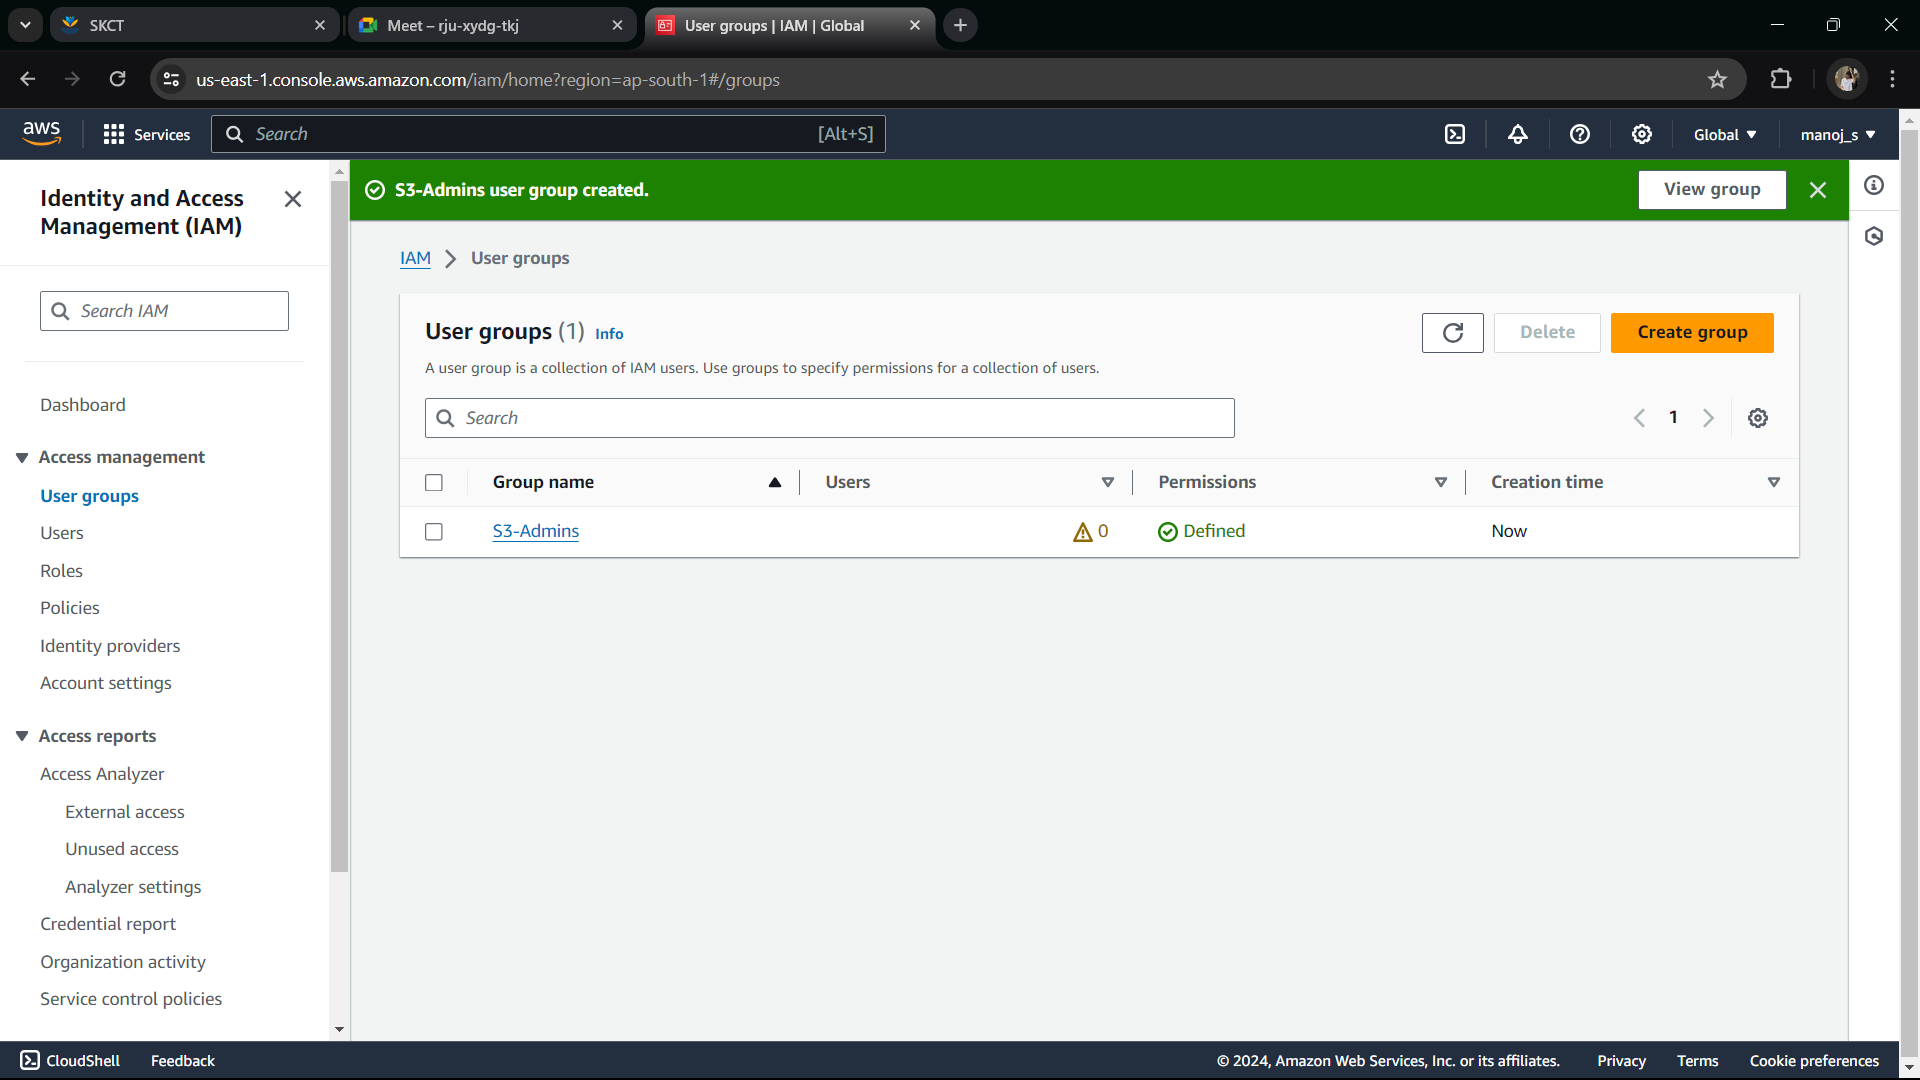 SKCT
Meet – rju-xydg-tkj
User groups | IAM | Global
us-east-1.console.aws.amazon.com/iam/home?region=ap-south-1#/groups
aws
Services
Search
[Alt+S]
Global
manoj_s
Identity and Access
Management (IAM)
Search IAM
Dashboard
Access management
User groups
Users
Roles
Policies
Identity providers
Account settings
Access reports
Access Analyzer
External access
Unused access
Analyzer settings
Credential report
Organization activity
Service control policies
S3-Admins user group created.
View group
IAM
User groups
User groups (1) Info
Delete
Create group
A user group is a collection of IAM users. Use groups to specify permissions for a collection of users.
Search
1
Group name
Users
Permissions
Creation time
S3-Admins
0
Defined
Now
CloudShell
Feedback
© 2024, Amazon Web Services, Inc. or its affiliates.
Privacy
Terms
Cookie preferences